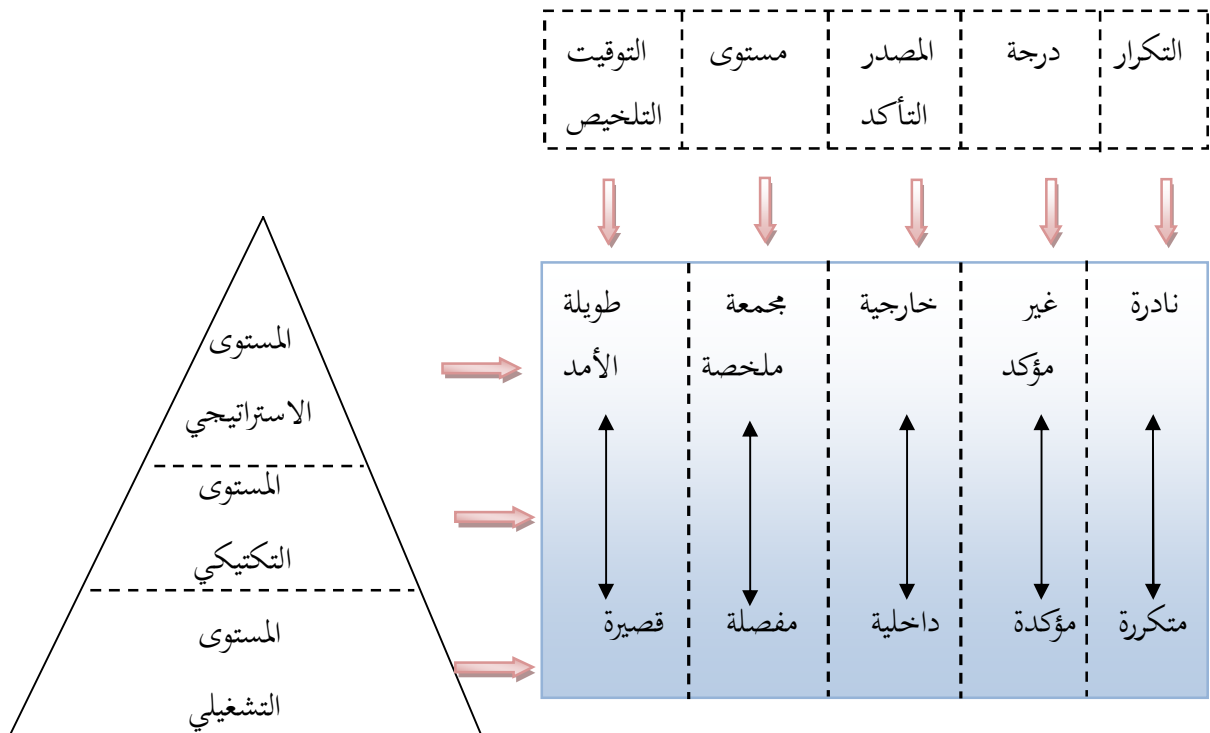 التكرار درجة المصدر مستوى التوقيت
التأكد التلخيص
نادرة غير خارجية مجمعة طويلة
مؤكد ملخصة الأمد
متكررة مؤكدة داخلية مفصلة قصيرة
المستوى
الاستراتيجي
المستوى
التكتيكي
المستوى
التشغيلي